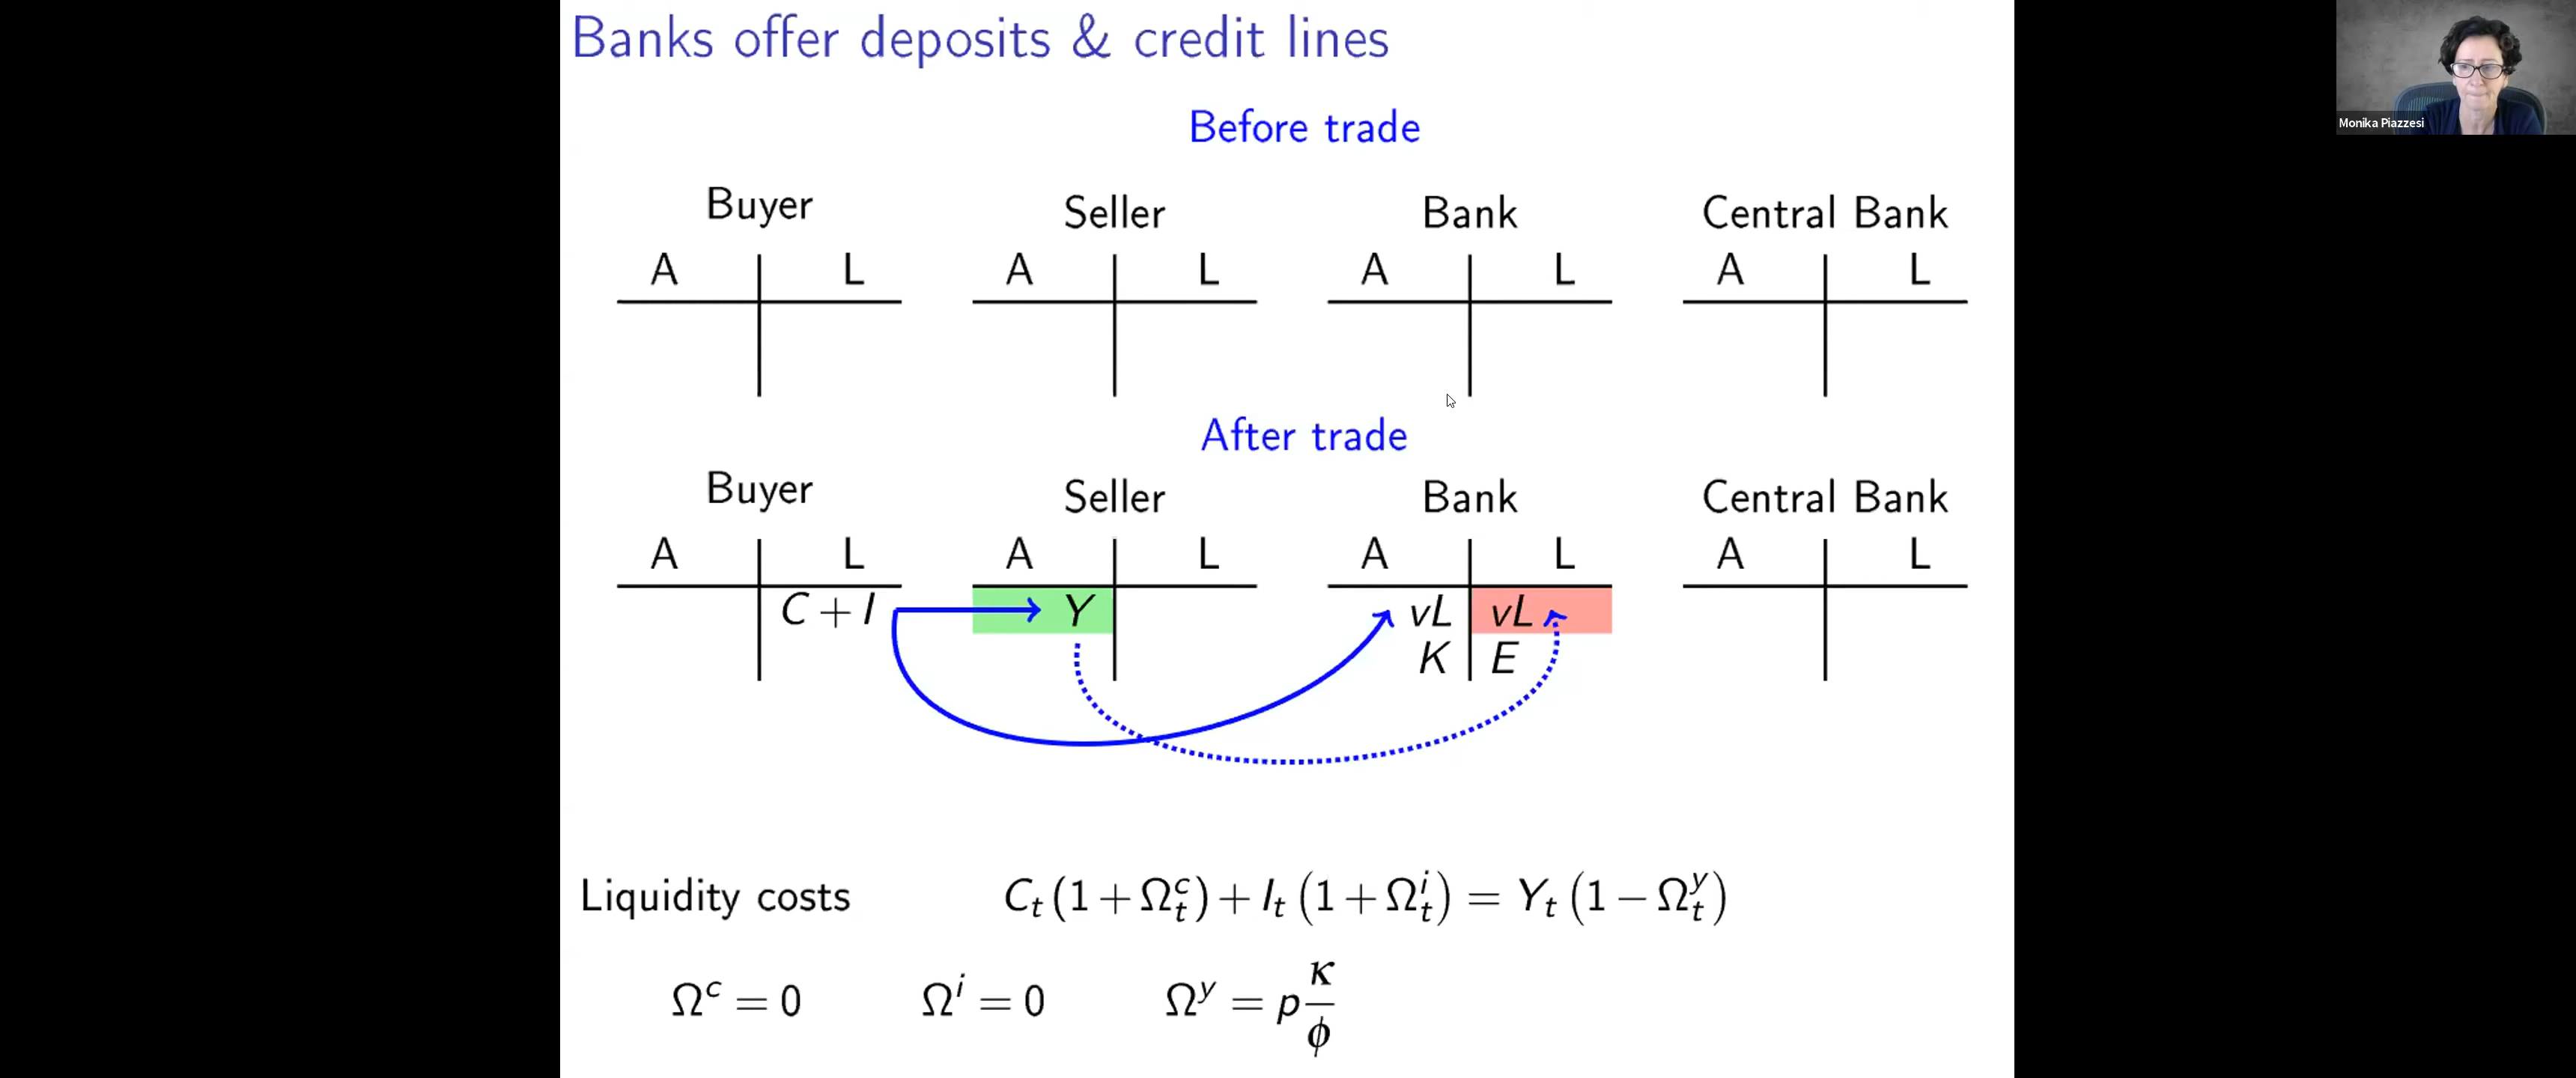 Banks offer deposits & credit lines
Monika Piazzesi
Before trade
Buyer Seller Bank Central Bank
A L A L A L A L
After trade
Buyer Seller Bank Central Bank
A L A L A L A L
C + I Y vL vL
K E
Liquidity costs C_t (1 + Ω_t^c) + I_t (1 + Ω_t^i) = Y_t (1 − Ω_t^y)
Ω^c = 0 Ω^i = 0 Ω^y = p κ/ϕ